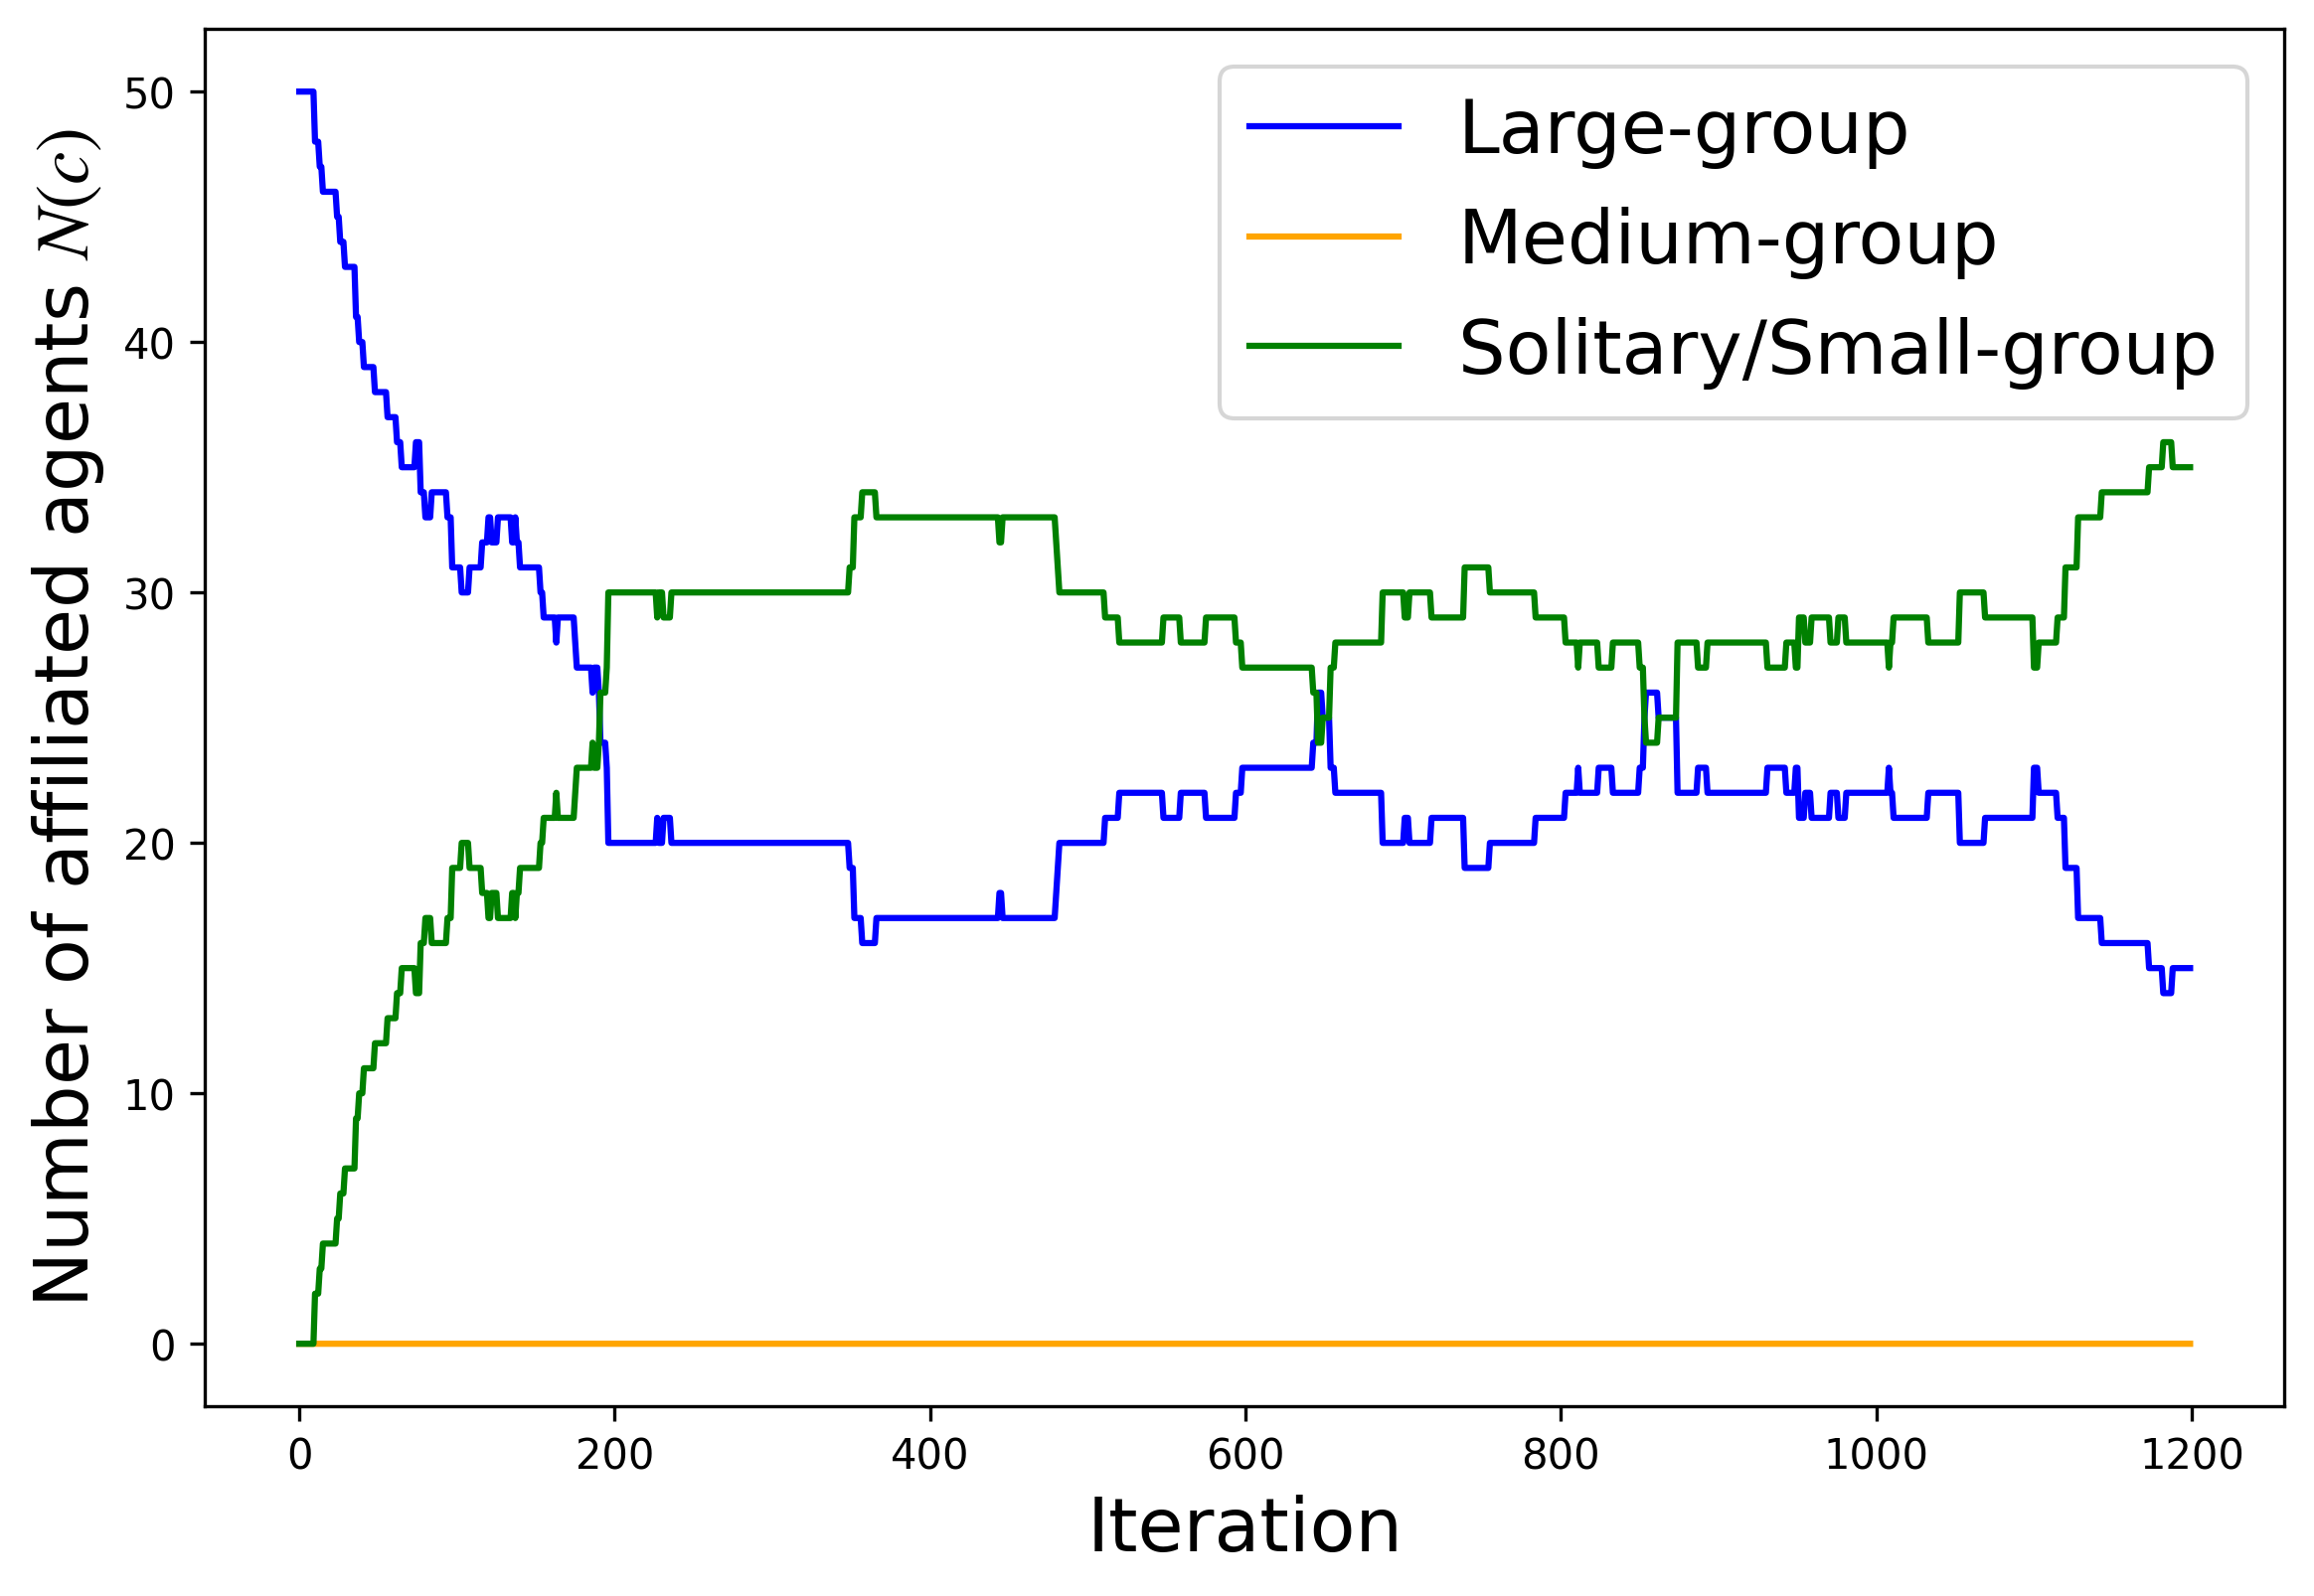 Number of affiliated agents N(c)
50
40
30
20
10
0
Large-group
Medium-group
Solitary/Small-group
0 200 400 600 800 1000 1200
Iteration